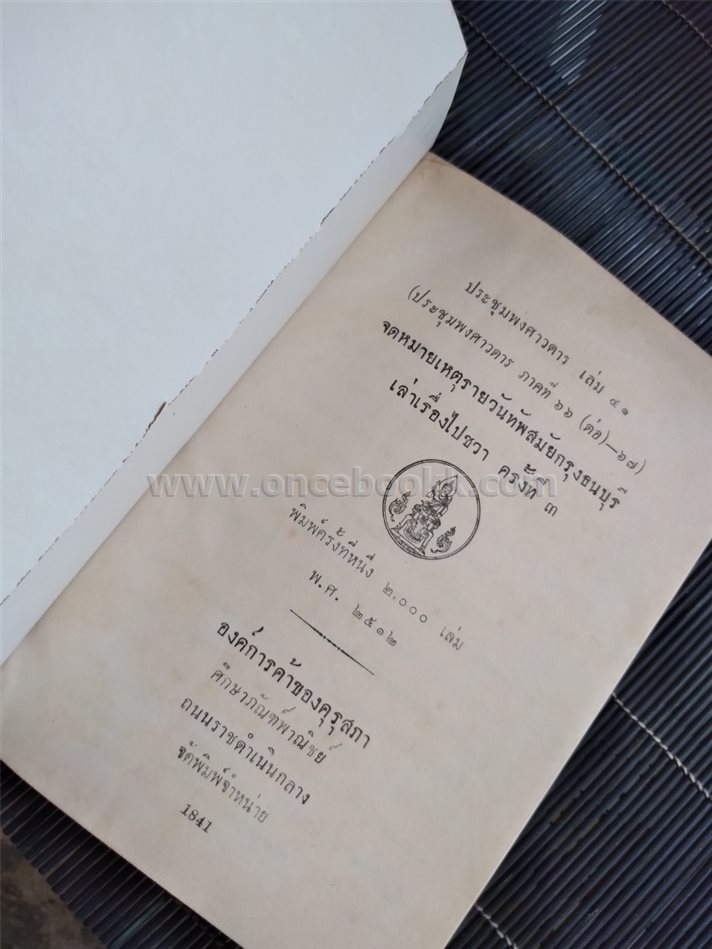 ประชุมพงศาวดาร เล่ม ๔๑
(ประชุมพงศาวดาร ภาคที่ ๖๖ (ต่อ)—๖๗)
จดหมายเหตุรายวันทัพสมัยกรุงธนบุรี
เล่าเรื่องไปชวา ครั้งที่ ๓
www.oncebookk.com
พิมพ์ครั้งที่หนึ่ง ๒,๐๐๐ เล่ม
พ.ศ. ๒๕๑๒
องค์การค้าของคุรุสภา
ศึกษาภัณฑ์พาณิชย์
ถนนราชดำเนินกลาง
จัดพิมพ์จำหน่าย
1841